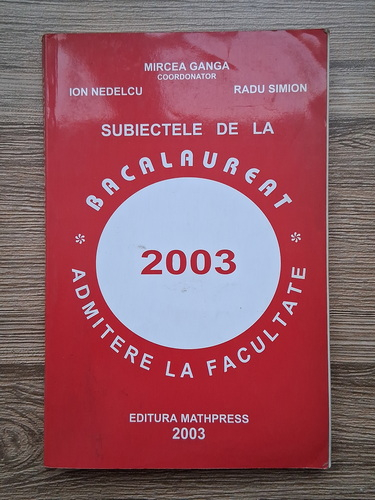 MIRCEA GANGA
COORDONATOR
ION NEDELCU
RADU SIMION
SUBIECTELE DE LA
BACALAUREAT
2003
* ADMITERE LA FACULTATE *
EDITURA MATHPRESS
2003